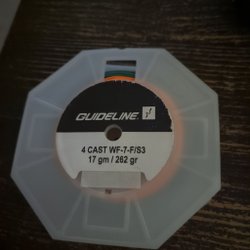 GUIDELINE
4 CAST WF-7-F/S3
17 gm / 262 gr